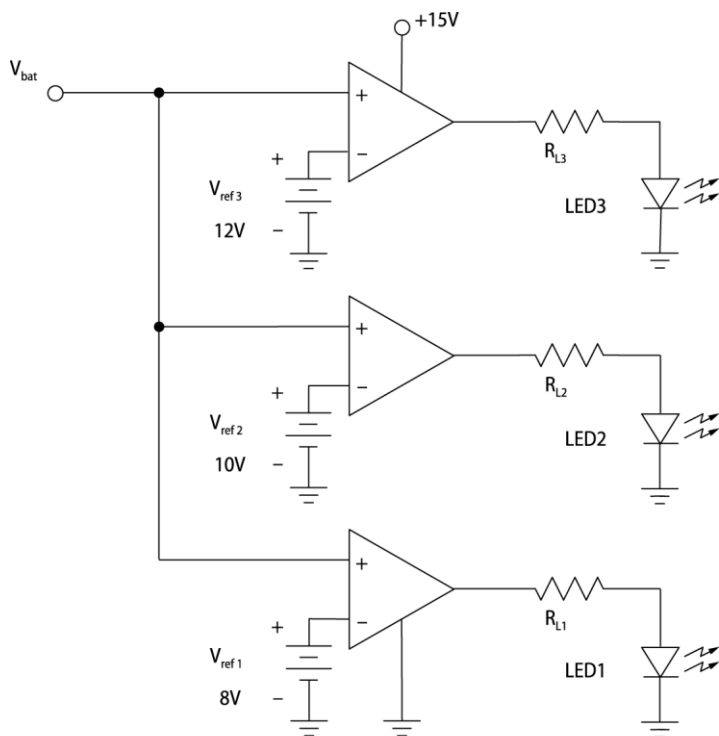 +15V
V_bat
+
−
+
V_ref 3
12V
−
R_L3
LED3
+
−
+
V_ref 2
10V
−
R_L2
LED2
+
−
+
V_ref 1
8V
−
R_L1
LED1